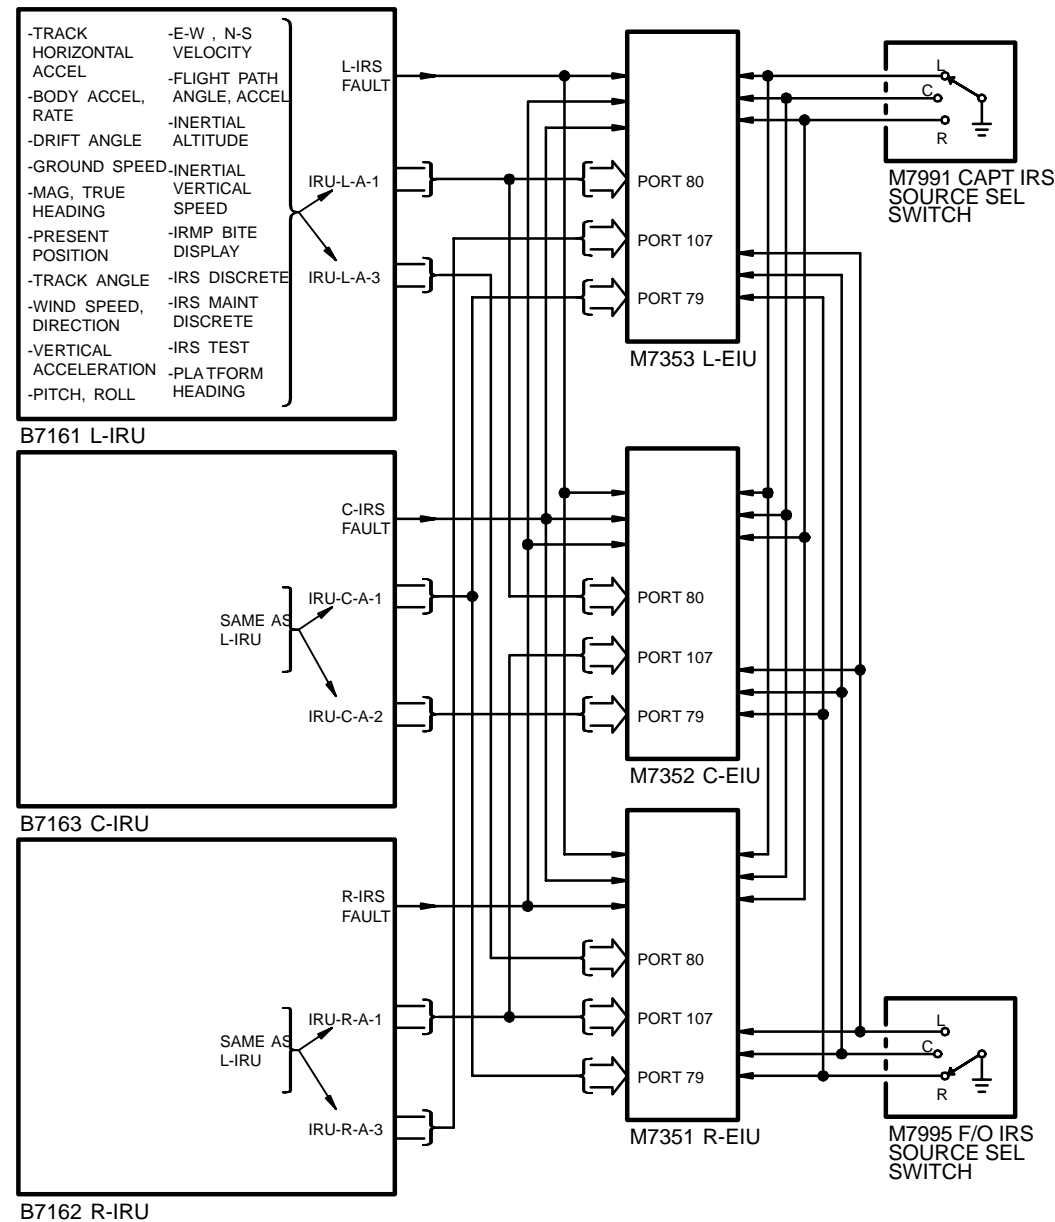 -TRACK
HORIZONTAL
ACCEL
-BODY ACCEL,
RATE
-DRIFT ANGLE
-GROUND SPEED
-MAG, TRUE
HEADING
-PRESENT
POSITION
-TRACK ANGLE
-WIND SPEED,
DIRECTION
-VERTICAL
ACCELERATION
-PITCH, ROLL
-E-W , N-S
VELOCITY
-FLIGHT PATH
ANGLE, ACCEL
-INERTIAL
ALTITUDE
-INERTIAL
VERTICAL
SPEED
-IRMP BITE
DISPLAY
-IRS DISCRETE
-IRS MAINT
DISCRETE
-IRS TEST
-PLATFORM
HEADING
L-IRS
FAULT
IRU-L-A-1
IRU-L-A-3
B7161 L-IRU
C-IRS
FAULT
IRU-C-A-1
SAME AS
L-IRU
IRU-C-A-2
B7163 C-IRU
R-IRS
FAULT
IRU-R-A-1
SAME AS
L-IRU
IRU-R-A-3
B7162 R-IRU
PORT 80
PORT 107
PORT 79
M7353 L-EIU
PORT 80
PORT 107
PORT 79
M7352 C-EIU
PORT 80
PORT 107
PORT 79
M7351 R-EIU
L
C
R
M7991 CAPT IRS
SOURCE SEL
SWITCH
L
C
R
M7995 F/O IRS
SOURCE SEL
SWITCH